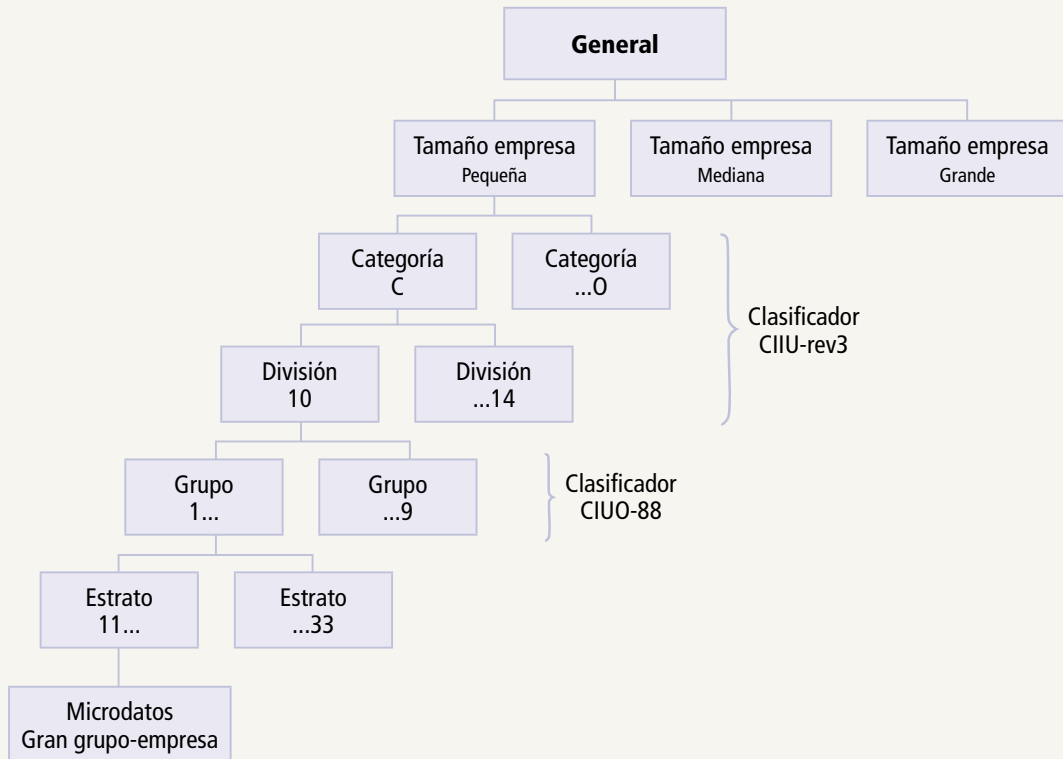 General
Tamaño empresa
Pequeña
Tamaño empresa
Mediana
Tamaño empresa
Grande
Categoría
C
Categoría
...O
Clasificador
CIIU-rev3
División
10
División
...14
Grupo
1...
Grupo
...9
Clasificador
CIUO-88
Estrato
11...
Estrato
...33
Microdatos
Gran grupo-empresa